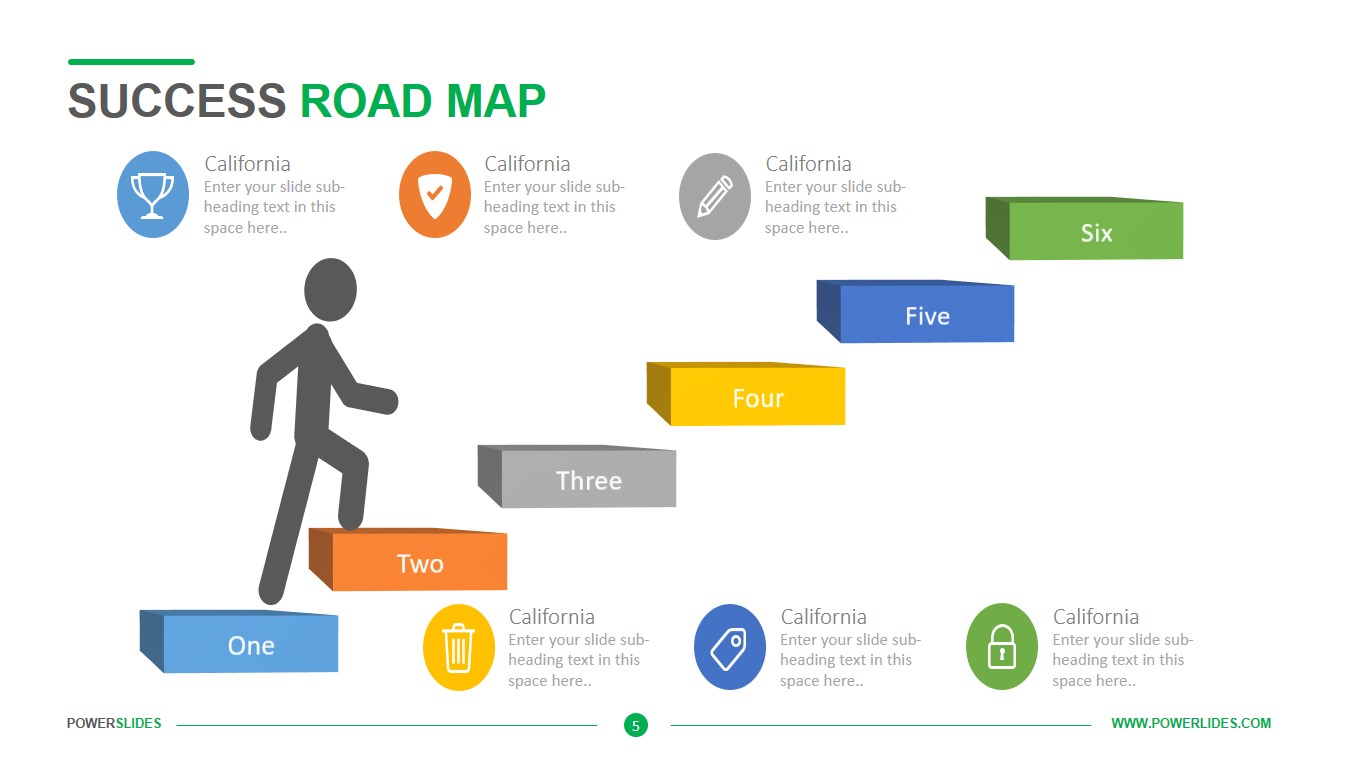 SUCCESS ROAD MAP
California
Enter your slide sub-
heading text in this
space here..
California
Enter your slide sub-
heading text in this
space here..
California
Enter your slide sub-
heading text in this
space here..
Six
Five
Four
Three
Two
One
California
Enter your slide sub-
heading text in this
space here..
California
Enter your slide sub-
heading text in this
space here..
California
Enter your slide sub-
heading text in this
space here..
POWERSLIDES
5
WWW.POWERLIDES.COM